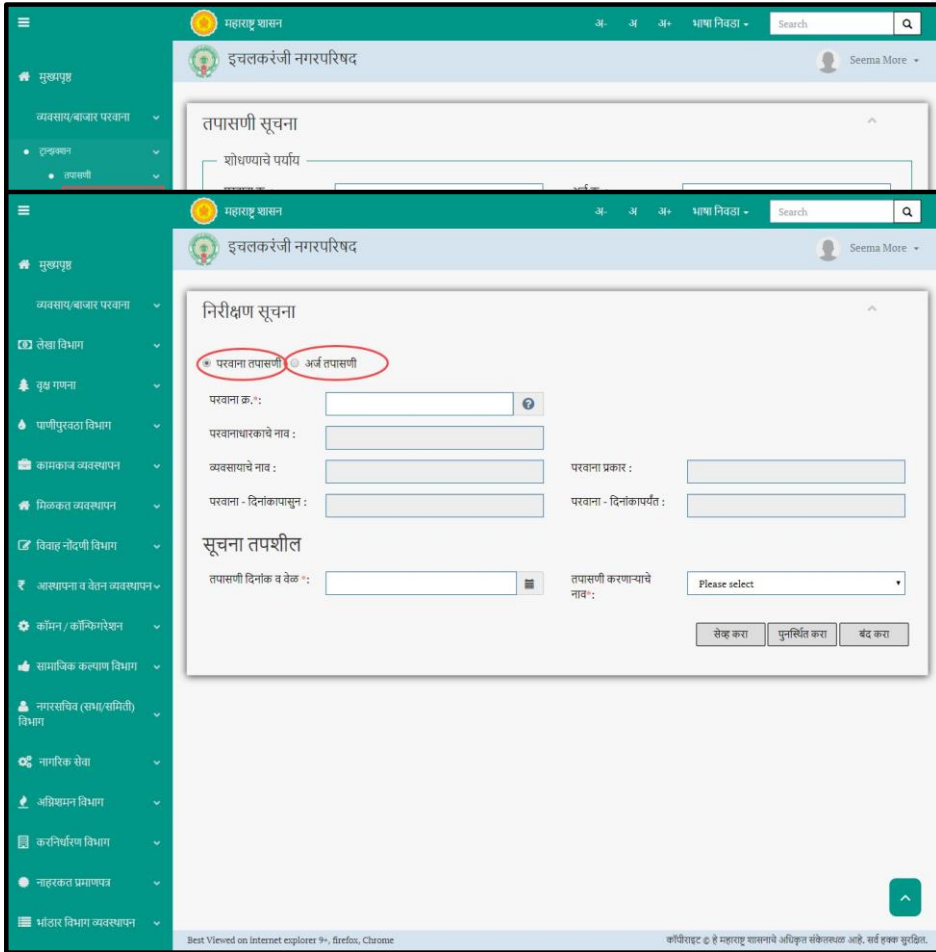 महाराष्ट्र शासन
अ- अ अ+ भाषा निवडा Search
इचलकरंजी नगरपरिषद Seema More
मुख्यपृष्ठ
व्यवसाय/बाजार परवाना
ट्रान्झक्शन
तपासणी
तपासणी सूचना
शोधण्याचे पर्याय
महाराष्ट्र शासन
अ- अ अ+ भाषा निवडा Search
इचलकरंजी नगरपरिषद Seema More
मुख्यपृष्ठ
व्यवसाय/बाजार परवाना
लेखा विभाग
वृक्ष गणना
पाणीपुरवठा विभाग
कामकाज व्यवस्थापन
मिळकत व्यवस्थापन
विवाह नोंदणी विभाग
आस्थापना व वेतन व्यवस्थापन
कॉमन / कॉन्फिगरेशन
सामाजिक कल्याण विभाग
नगरसचिव (सभा/समिती)
विभाग
नागरिक सेवा
अग्निशमन विभाग
करनिर्धारण विभाग
नाहरकत प्रमाणपत्र
भांडार विभाग व्यवस्थापन
निरीक्षण सूचना
परवाना तपासणी अर्ज तपासणी
परवाना क्र.*:
परवानाधारकाचे नाव :
व्यवसायाचे नाव : परवाना प्रकार :
परवाना - दिनांकापासुन : परवाना - दिनांकापर्यंत :
सूचना तपशील
तपासणी दिनांक व वेळ *: तपासणी करणाऱ्याचे
नाव*: Please select
सेव्ह करा पुनर्स्थित करा बंद करा
Best Viewed on internet explorer 9+, firefox, Chrome
कॉपीराइट © हे महाराष्ट्र शासनाचे अधिकृत संकेतस्थळ आहे. सर्व हक्क सुरक्षित.